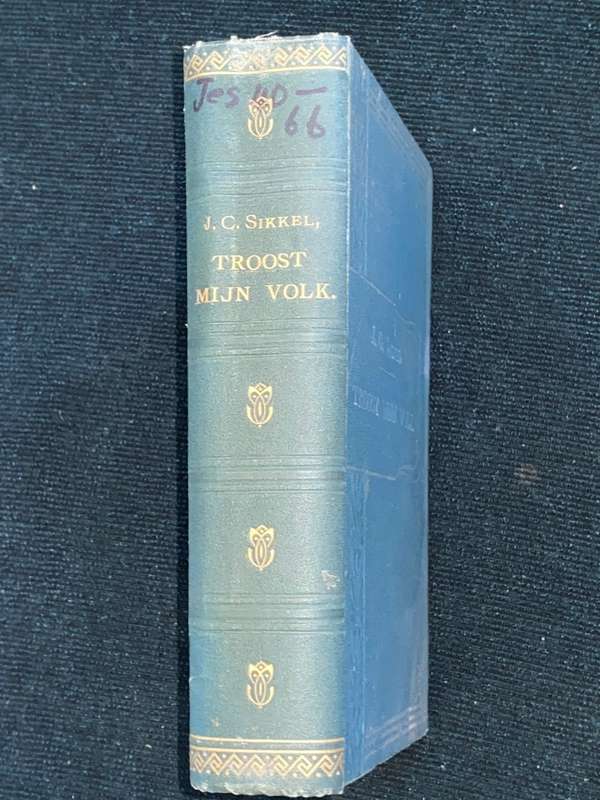 Jes 40 —
66
J. C. SIKKEL,
TROOST
MIJN VOLK.